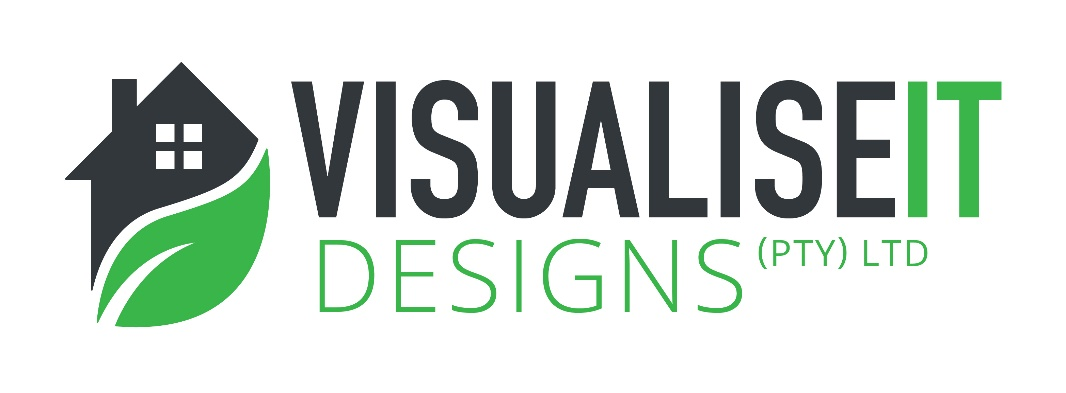 VISUALISEIT
DESIGNS (PTY) LTD